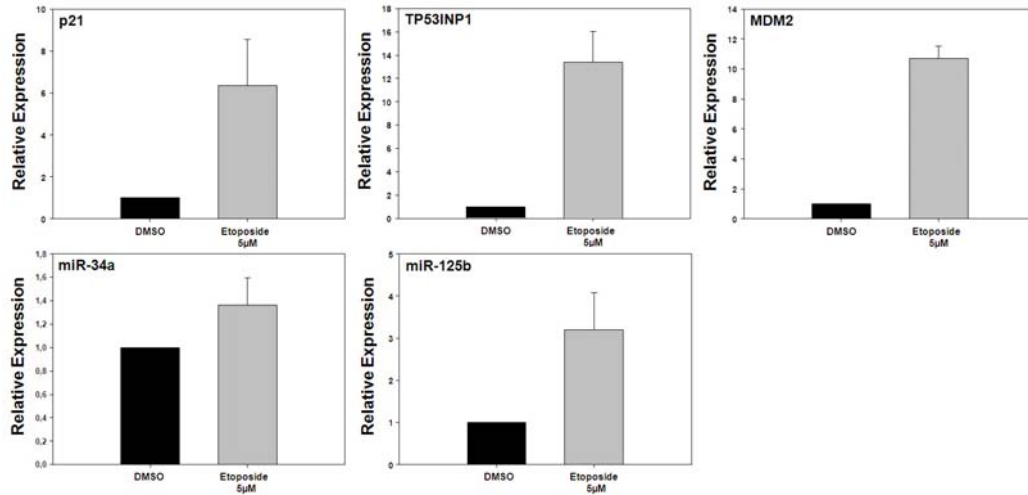 p21
Relative Expression
10
8
6
4
2
0
DMSO
Etoposide
5µM
TP53INP1
Relative Expression
18
16
14
12
10
8
6
4
2
0
DMSO
Etoposide
5µM
MDM2
Relative Expression
14
12
10
8
6
4
2
0
DMSO
Etoposide
5µM
miR-34a
Relative Expression
1,8
1,6
1,4
1,2
1,0
0,8
0,6
0,4
0,2
0,0
DMSO
Etoposide
5µM
miR-125b
Relative Expression
5
4
3
2
1
0
DMSO
Etoposide
5µM